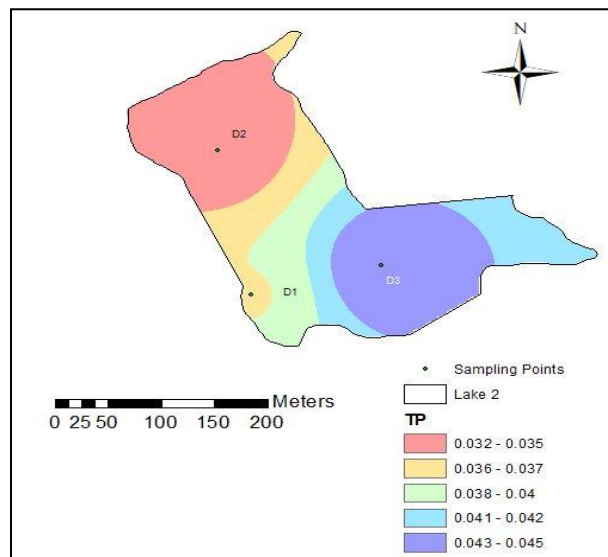 N
D2
D1
D3
Sampling Points
Lake 2
Meters
0 25 50 100 150 200
TP
0.032 - 0.035
0.036 - 0.037
0.038 - 0.04
0.041 - 0.042
0.043 - 0.045